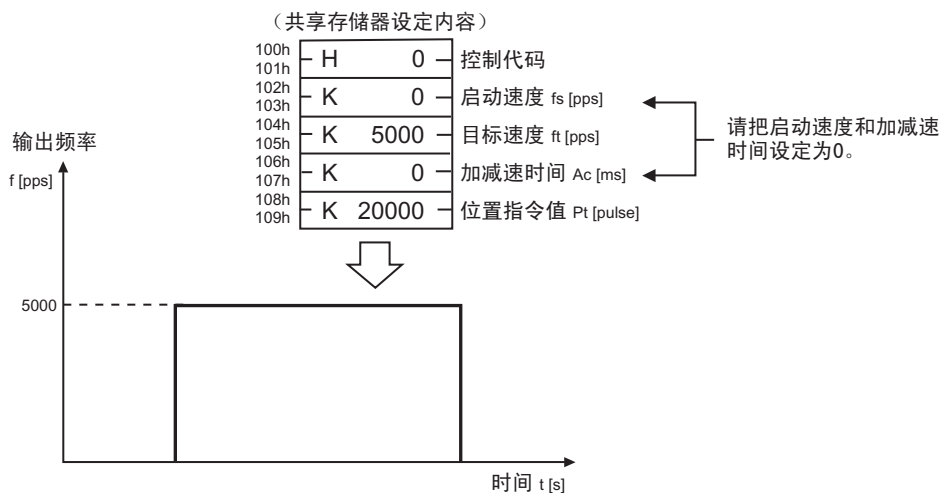 （共享存储器设定内容）
100h
101h
H 0 控制代码
102h
103h
K 0 启动速度 fs [pps]
104h
105h
K 5000 目标速度 ft [pps]
106h
107h
K 0 加减速时间 Ac [ms]
108h
109h
K 20000 位置指令值 Pt [pulse]
请把启动速度和加减速
时间设定为0。
输出频率
f [pps]
5000
时间 t [s]